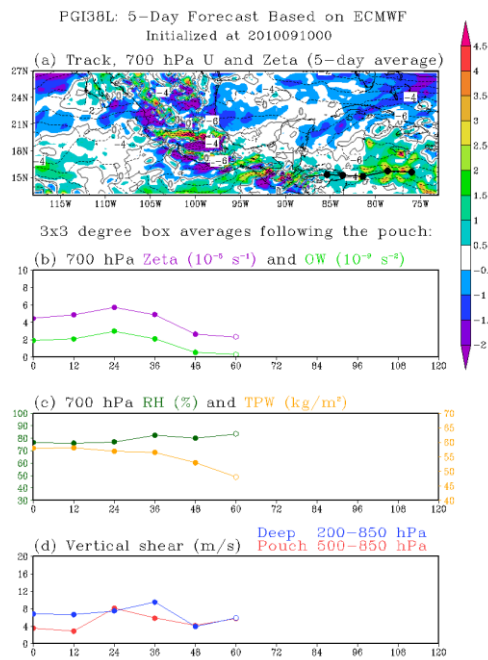 PGI38L: 5-Day Forecast Based on ECMWF
Initialized at 2010091000
(a) Track, 700 hPa U and Zeta (5-day average)
27N
24N
21N
18N
15N
115W 110W 105W 100W 95W 90W 85W 80W 75W
4.5
4
3.5
3
2.5
2
1.5
1
0.5
3x3 degree box averages following the pouch:
(b) 700 hPa Zeta (10⁻⁵ s⁻¹) and OW (10⁻⁹ s⁻²)
10
8
6
4
2
0
0 12 24 36 48 60 72 84 96 108 120
(c) 700 hPa RH (%) and TPW (kg/m²)
100 70
90 65
80 60
70
60 55
50 50
40 45
30 40
0 12 24 36 48 60 72 84 96 108 120
Deep 200-850 hPa
(d) Vertical shear (m/s) Pouch 500-850 hPa
20
16
12
8
4
0
0 12 24 36 48 60 72 84 96 108 120